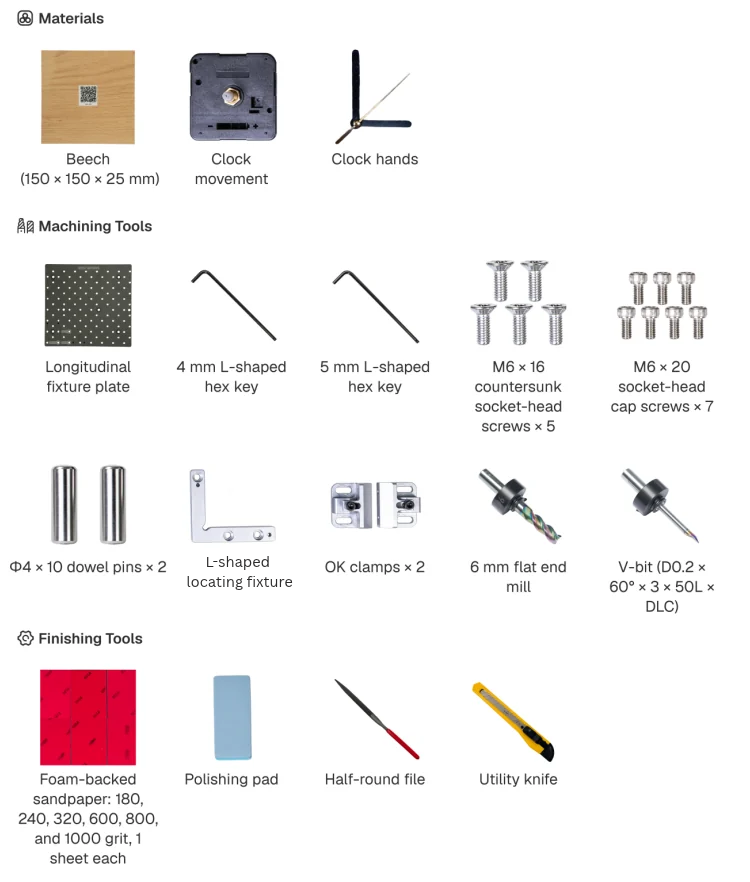 Materials
Beech
(150 × 150 × 25 mm)
Clock
movement
Clock hands
Machining Tools
Longitudinal
fixture plate
4 mm L-shaped
hex key
5 mm L-shaped
hex key
M6 × 16
countersunk
socket-head
screws × 5
M6 × 20
socket-head
cap screws × 7
Φ4 × 10 dowel pins × 2
L-shaped
locating fixture
OK clamps × 2
6 mm flat end
mill
V-bit (D0.2 ×
60° × 3 × 50L ×
DLC)
Finishing Tools
Foam-backed
sandpaper: 180,
240, 320, 600, 800,
and 1000 grit, 1
sheet each
Polishing pad
Half-round file
Utility knife